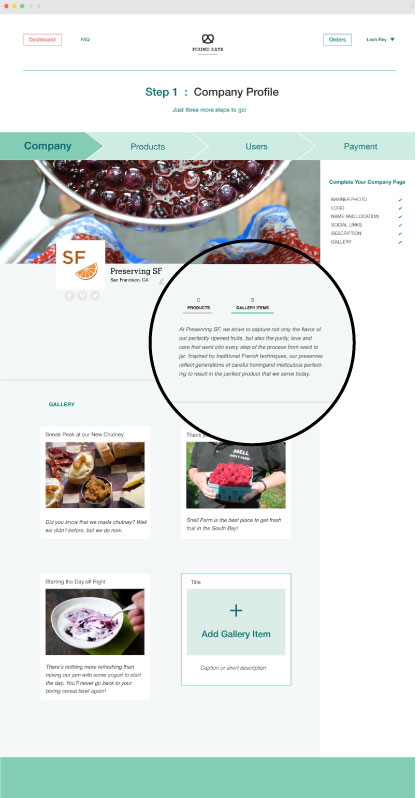 Dashboard
FAQ
FOUND EATS
Orders
Leah Rey
Step 1 : Company Profile
Just three more steps to go!
Company
Products
Users
Payment
Complete Your Company Page
BANNER PHOTO
LOGO
NAME AND LOCATION
SOCIAL LINKS
DESCRIPTION
GALLERY
SF
Preserving SF
San Francisco, CA
0
PRODUCTS
3
GALLERY ITEMS
At Preserving SF, we strive to capture not only the flavor of
our perfectly ripened fruits, but also the purity, love and
care that went into every step of the process from seed to
jar. Inspired by traditional French techniques, our preserves
reflect generations of careful honingand meticulous perfect-
ing to result in the perfect product that we serve today.
GALLERY
Sneak Peak at our New Chutney
Did you know that we made chutney? Well
we didn't before, but we do now.
Thank
SNELL
Snell Farm is the best place to get fresh
fruit in the South Bay!
Starting the Day off Right
There's nothing more refreshing than
mixing our jam with some yogurt to start
the day. You'll never go back to your
boring cereal bowl again!
Title
+
Add Gallery Item
Caption or short description